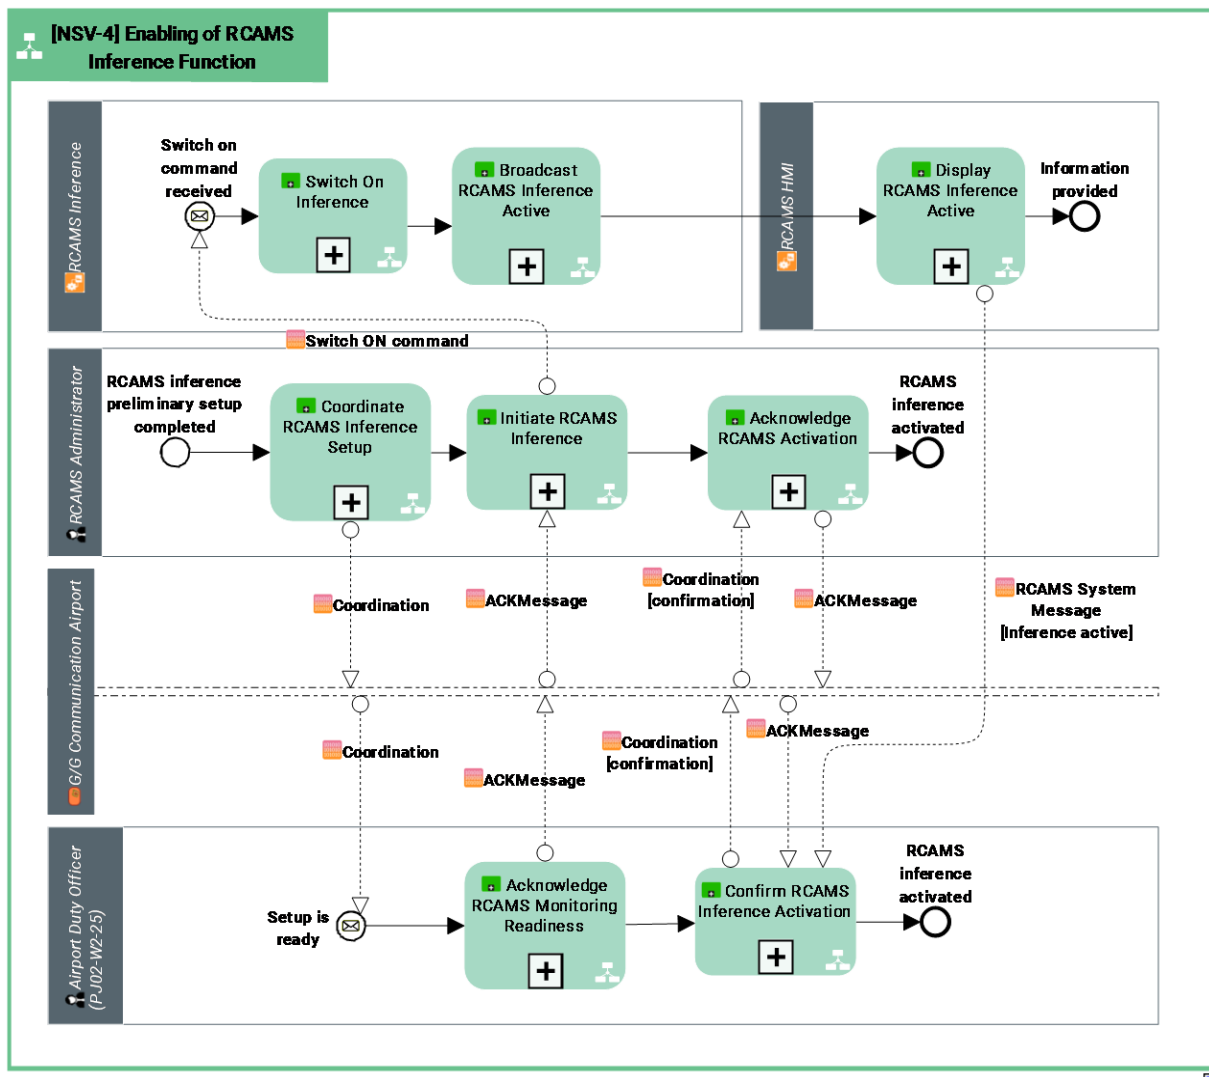 [NSV-4] Enabling of RCAMS
Inference Function
RCAMS Inference
Switch on
command
received
Switch On
Inference
Broadcast
RCAMS Inference
Active
RCAMS HMI
Display
RCAMS Inference
Active
Information
provided
Switch ON command
RCAMS Administrator
RCAMS inference
preliminary setup
completed
Coordinate
RCAMS Inference
Setup
Initiate RCAMS
Inference
Acknowledge
RCAMS Activation
RCAMS
inference
activated
G/G Communication Airport
Coordination
ACKMessage
Coordination
[confirmation]
ACKMessage
RCAMS System
Message
[Inference active]
Coordination
ACKMessage
Coordination
[confirmation]
ACKMessage
Airport Duty Officer
(PJ02-W2-25)
Setup is
ready
Acknowledge
RCAMS Monitoring
Readiness
Confirm RCAMS
Inference Activation
RCAMS
inference
activated